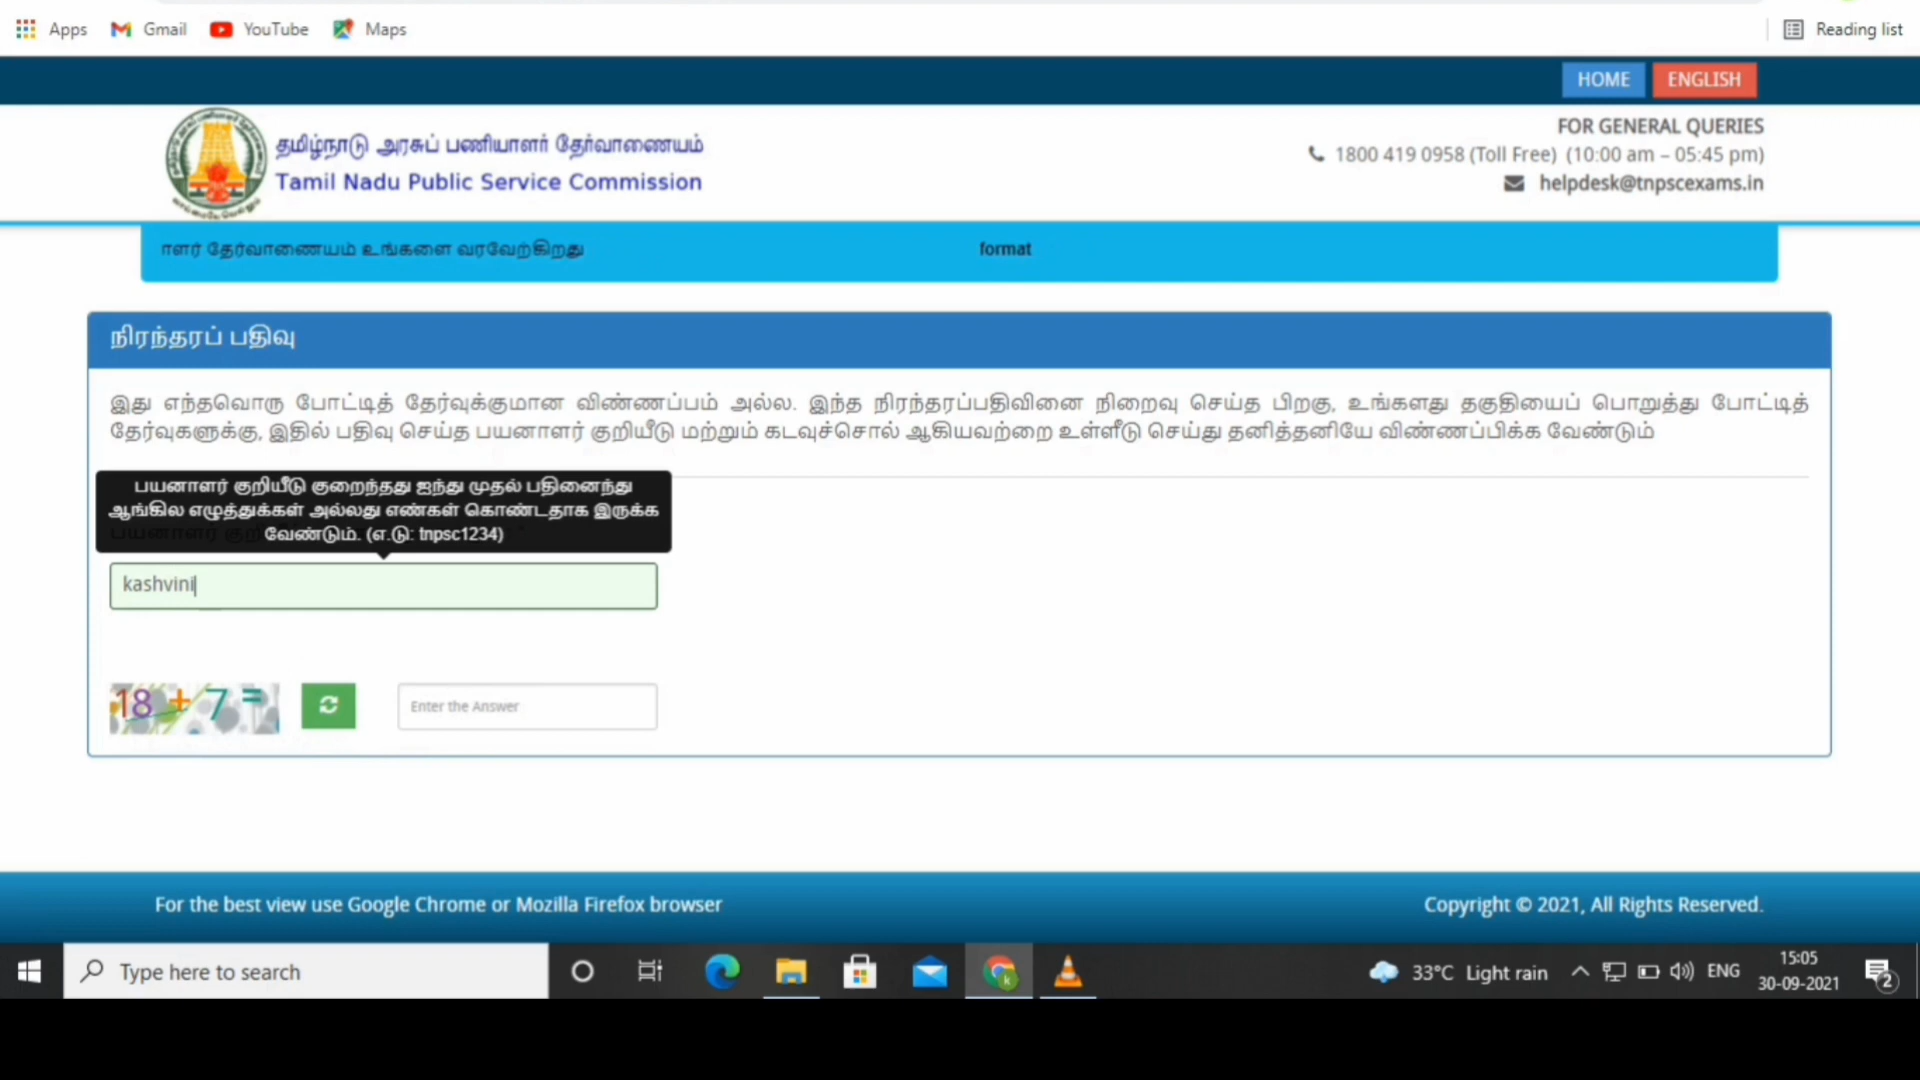 Apps Gmail YouTube Maps Reading list
HOME ENGLISH
தமிழ்நாடு அரசுப் பணியாளர் தேர்வாணையம்
Tamil Nadu Public Service Commission
FOR GENERAL QUERIES
1800 419 0958 (Toll Free) (10:00 am – 05:45 pm)
helpdesk@tnpscexams.in
ளர் தேர்வாணையம் உங்களை வரவேற்கிறது format
நிரந்தரப் பதிவு
இது எந்தவொரு போட்டித் தேர்வுக்குமான விண்ணப்பம் அல்ல. இந்த நிரந்தரப்பதிவினை நிறைவு செய்த பிறகு, உங்களது தகுதியைப் பொறுத்து போட்டித்
தேர்வுகளுக்கு, இதில் பதிவு செய்த பயனாளர் குறியீடு மற்றும் கடவுச்சொல் ஆகியவற்றை உள்ளீடு செய்து தனித்தனியே விண்ணப்பிக்க வேண்டும்
பயனாளர் குறியீடு குறைந்தது ஐந்து முதல் பதினைந்து
ஆங்கில எழுத்துக்கள் அல்லது எண்கள் கொண்டதாக இருக்க
வேண்டும். (எ.டு: tnpsc1234)
kashvini
18 + 7 = Enter the Answer
For the best view use Google Chrome or Mozilla Firefox browser Copyright © 2021, All Rights Reserved.
Type here to search 33°C Light rain ENG 15:05
30-09-2021 2